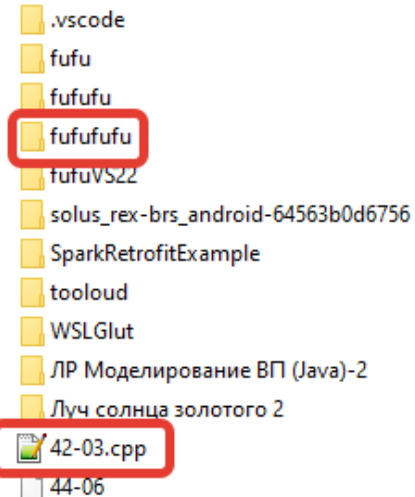 .vscode
fufu
fufufu
fufufufu
fufuVS22
solus_rex-brs_android-64563b0d6756
SparkRetrofitExample
tooloud
WSLGlut
ЛР Моделирование ВП (Java)-2
Луч солнца золотого 2
42-03.cpp
44-06